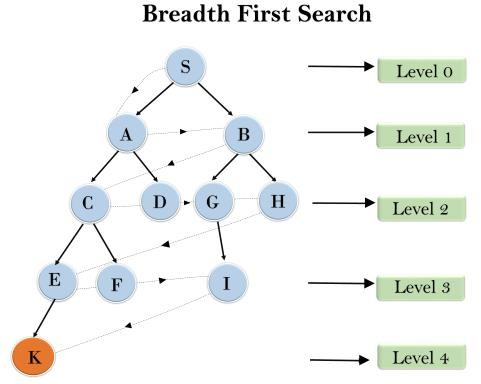 Breadth First Search
S
Level 0
A
B
Level 1
C
D
G
H
Level 2
E
F
I
Level 3
K
Level 4